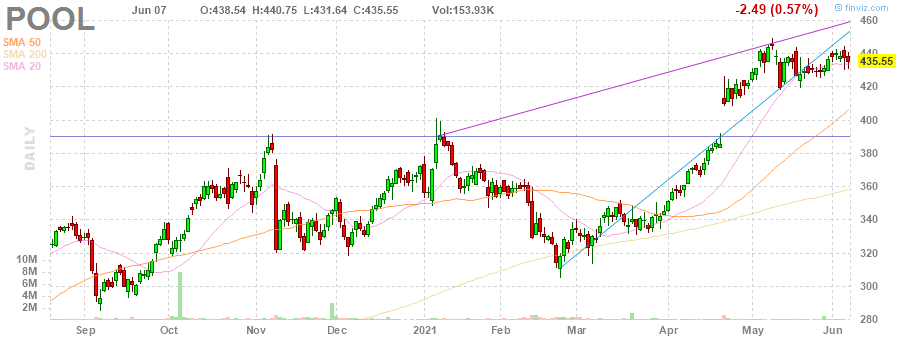 POOL Jun 07 O:438.54 H:440.75 L:431.64 C:435.55 Vol:153.93K -2.49 (0.57%) © finviz.com
SMA 50
SMA 200
SMA 20
DAILY
460
440
435.55
420
400
380
360
340
320
300
280
10M
8M
6M
4M
2M
Sep Oct Nov Dec 2021 Feb Mar Apr May Jun